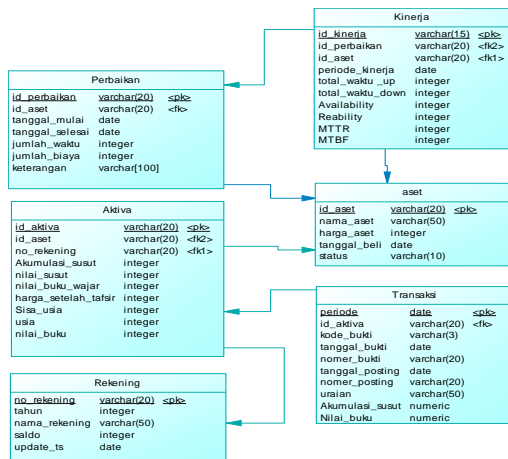 Kinerja
id_kinerja varchar(15) <pk>
id_perbaikan varchar(20) <fk2>
id_aset varchar(20) <fk1>
periode_kinerja date
total_waktu_up integer
total_waktu_down integer
Availability integer
Reability integer
MTTR integer
MTBF integer
Perbaikan
id_perbaikan varchar(20) <pk>
id_aset varchar(20) <fk>
tanggal_mulai date
tanggal_selesai date
jumlah_waktu integer
jumlah_biaya integer
keterangan varchar[100]
aset
id_aset varchar(20) <pk>
nama_aset varchar(50)
harga_aset integer
tanggal_beli date
status varchar(10)
Aktiva
id_aktiva varchar(20) <pk>
id_aset varchar(20) <fk2>
no_rekening varchar(20) <fk1>
Akumulasi_susut integer
nilai_susut integer
nilai_buku_wajar integer
harga_setelah_tafsir integer
Sisa_usia integer
usia integer
nilai_buku integer
Transaksi
periode date <pk>
id_aktiva varchar(20) <fk>
kode_bukti varchar(3)
tanggal_bukti date
nomer_bukti varchar(20)
tanggal_posting date
nomer_posting varchar(20)
uraian varchar(50)
Akumulasi_susut numeric
Nilai_buku numeric
Rekening
no_rekening varchar(20) <pk>
tahun integer
nama_rekening varchar(50)
saldo integer
update_ts date